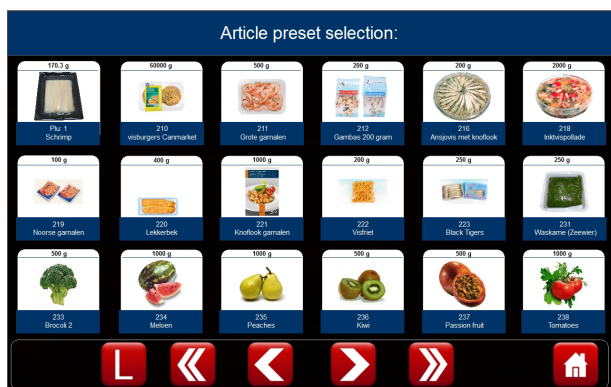 Article preset selection:
170.3 g 60000 g 500 g 200 g 200 g 2000 g
Plu: 1 210 211 212 216 218
Schrimp visburgers Canmarket Grote garnalen Gambas 200 gram Ansjovis met knoflook Inktvispollade
100 g 400 g 1000 g 200 g 250 g 250 g
219 220 221 222 223 231
Noorse garnalen Lekkerbek Knoflook garnalen Visfriet Black Tigers Waskame (Zeewier)
500 g 1000 g 1000 g 500 g 500 g 1000 g
233 234 235 236 237 238
Brocoli 2 Meloen Peaches Kiwi Passion fruit Tomatoes
L